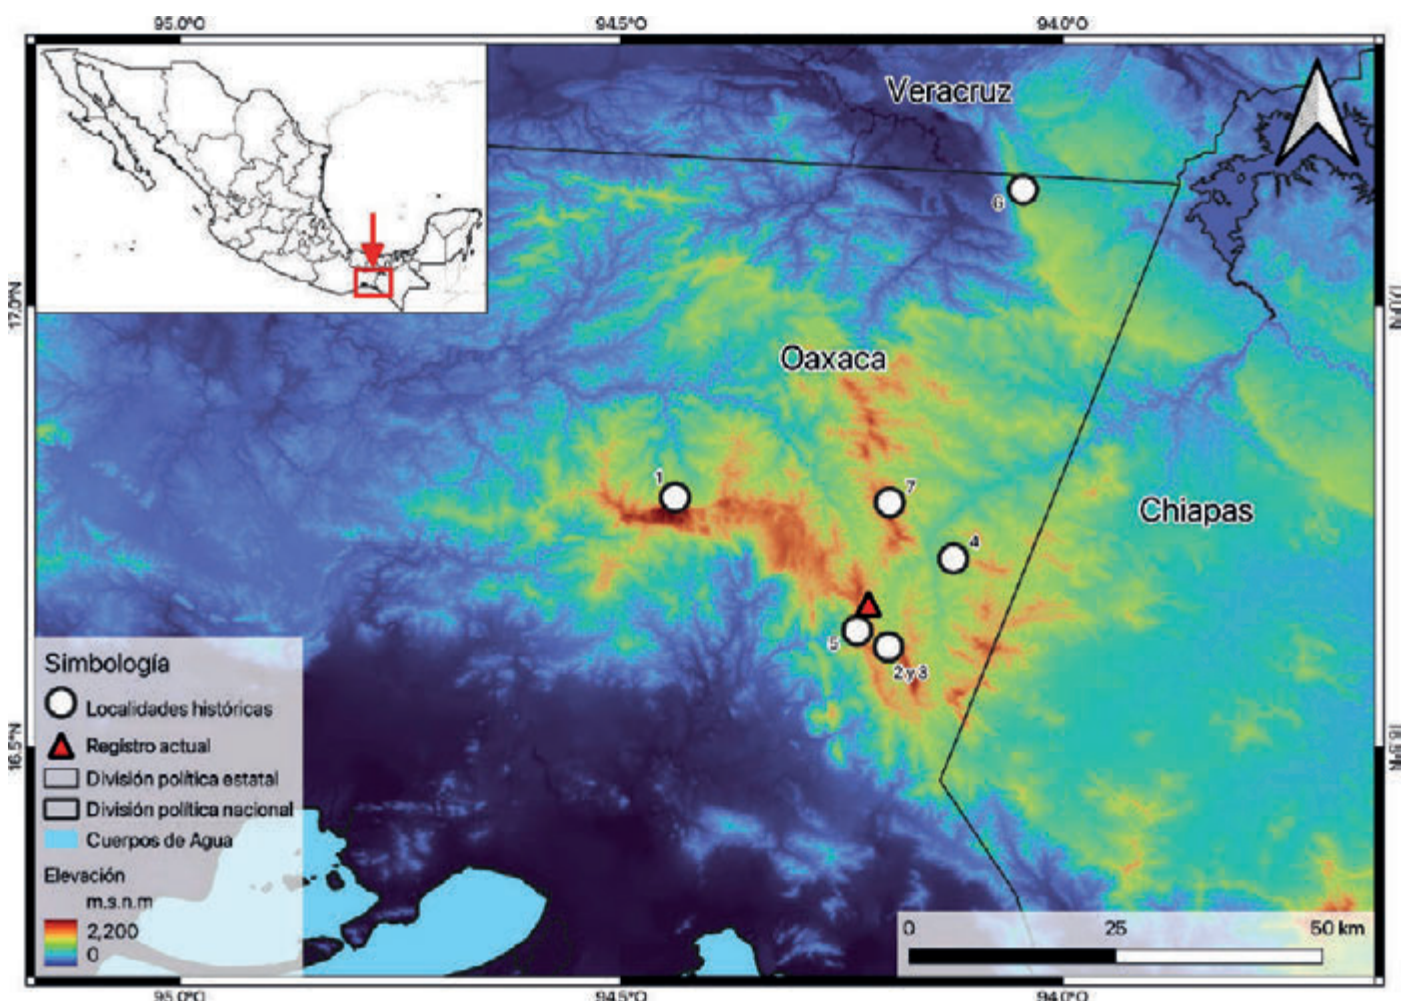 95.0°O
94.5°O
94.0°O
Veracruz
6
17.0°N
17.0°N
Oaxaca
1
7
Chiapas
4
5
2 y 3
Simbología
Localidades históricas
Registro actual
División política estatal
División política nacional
Cuerpos de Agua
Elevación
m.s.n.m
2,200
0
16.5°N
16.5°N
0
25
50 km
95.0°O
94.5°O
94.0°O